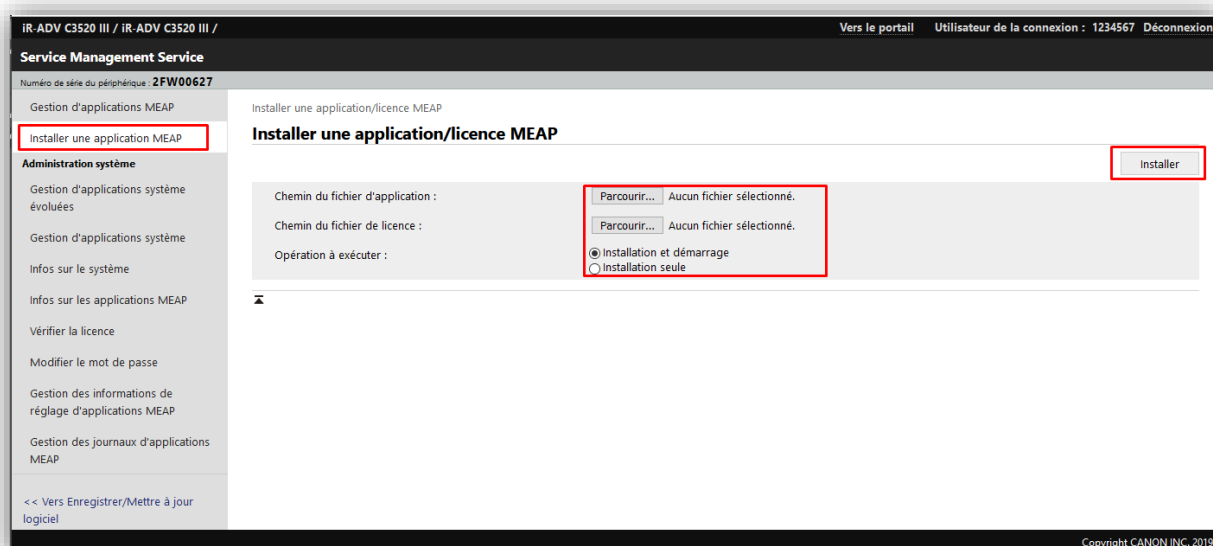 iR-ADV C3520 III / iR-ADV C3520 III /
Vers le portail Utilisateur de la connexion : 1234567 Déconnexion
Service Management Service
Numéro de série du périphérique : 2FW00627
Gestion d'applications MEAP
Installer une application MEAP
Administration système
Gestion d'applications système
évoluées
Gestion d'applications système
Infos sur le système
Infos sur les applications MEAP
Vérifier la licence
Modifier le mot de passe
Gestion des informations de
réglage d'applications MEAP
Gestion des journaux d'applications
MEAP
<< Vers Enregistrer/Mettre à jour
logiciel
Installer une application/licence MEAP
Installer une application/licence MEAP
Installer
Chemin du fichier d'application : Parcourir... Aucun fichier sélectionné.
Chemin du fichier de licence : Parcourir... Aucun fichier sélectionné.
Opération à exécuter : Installation et démarrage
Installation seule
Copyright CANON INC. 2019